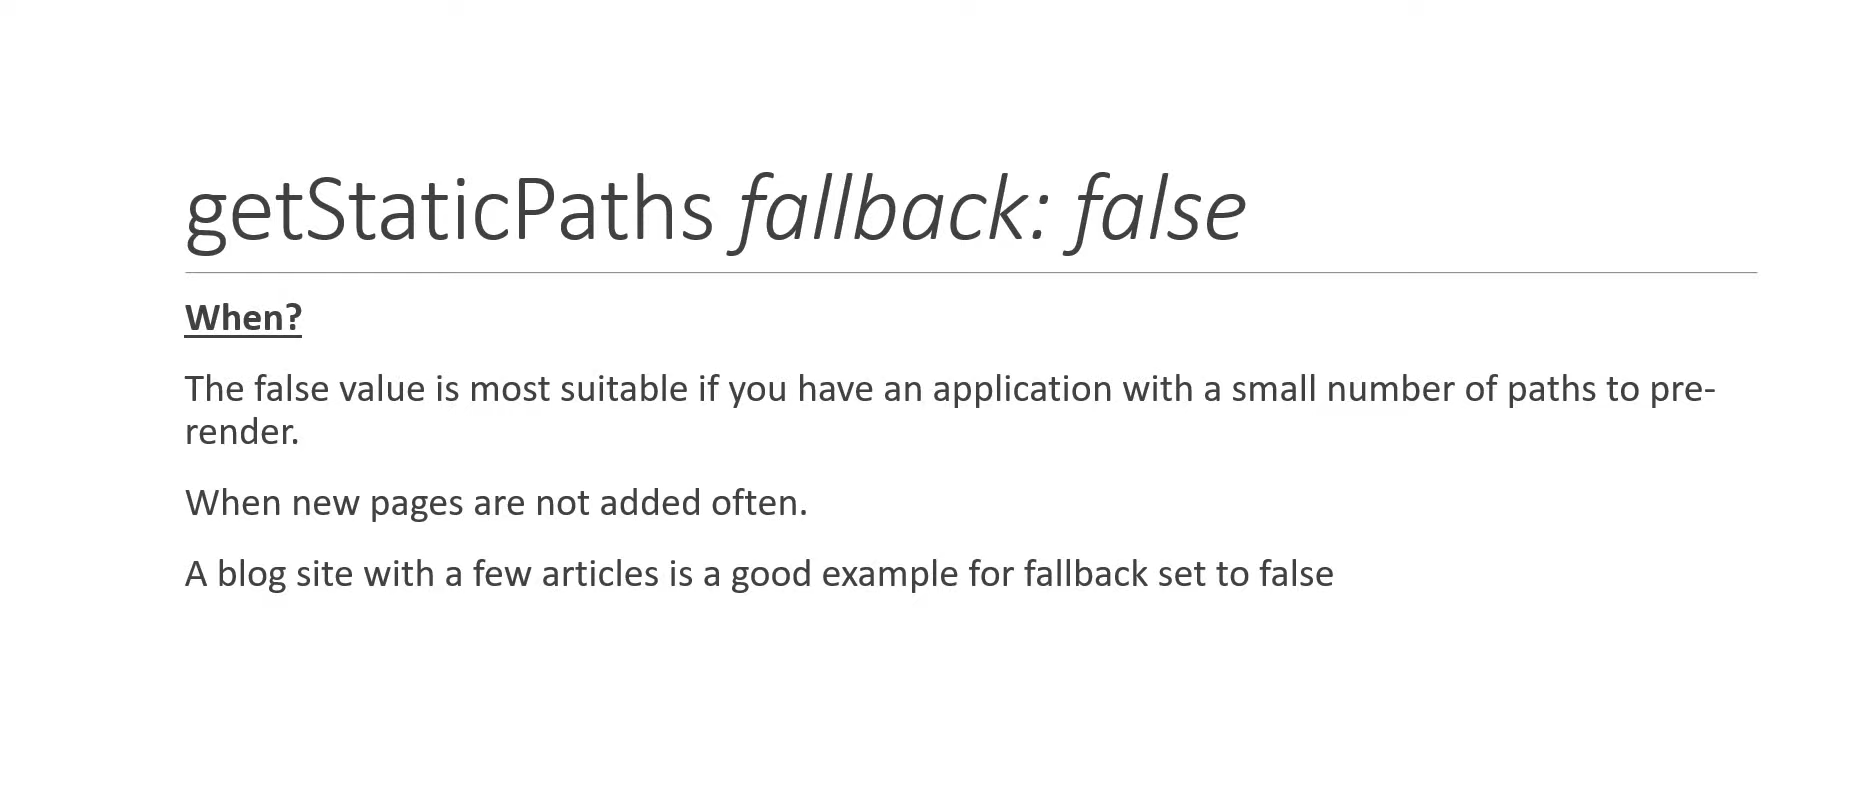 getStaticPaths fallback: false
When?
The false value is most suitable if you have an application with a small number of paths to pre-
render.
When new pages are not added often.
A blog site with a few articles is a good example for fallback set to false